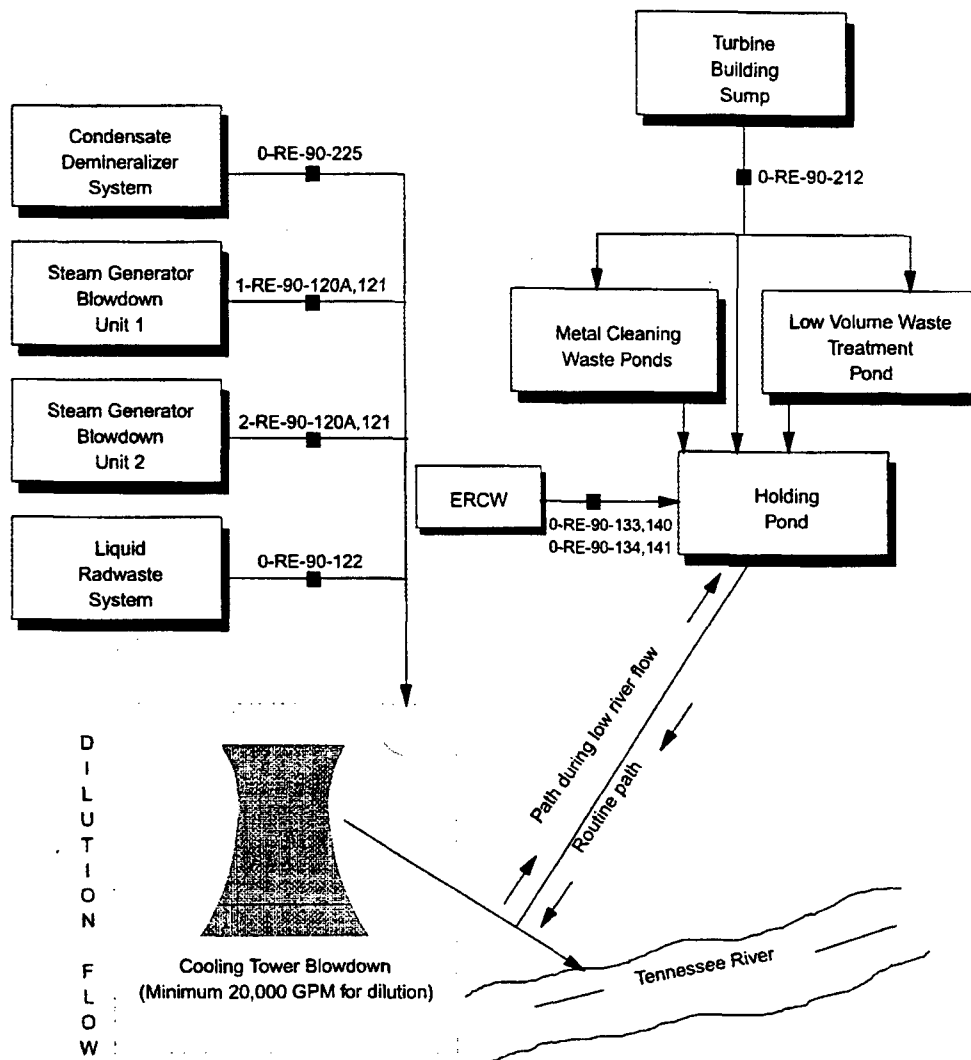 Turbine
Building
Sump
0-RE-90-212
Condensate
Demineralizer
System
0-RE-90-225
Steam Generator
Blowdown
Unit 1
1-RE-90-120A,121
Steam Generator
Blowdown
Unit 2
2-RE-90-120A,121
Liquid
Radwaste
System
0-RE-90-122
Metal Cleaning
Waste Ponds
Low Volume Waste
Treatment
Pond
ERCW
0-RE-90-133,140
0-RE-90-134,141
Holding
Pond
Path during low river flow
Routine path
DILUTION FLOW
Cooling Tower Blowdown
(Minimum 20,000 GPM for dilution)
Tennessee River